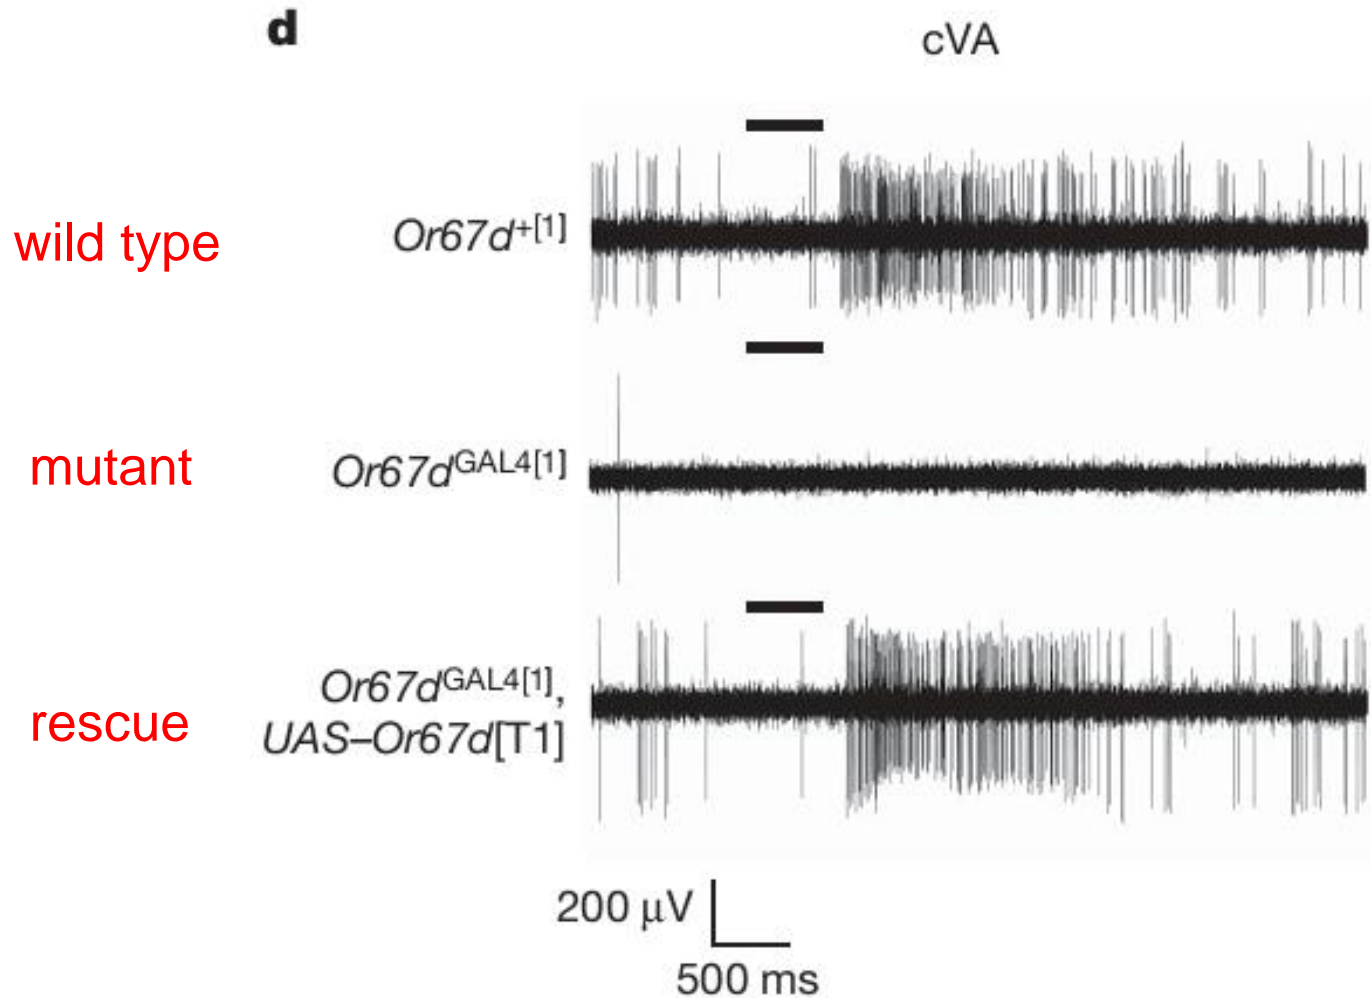 d
cVA
wild type
Or67d+[1]
mutant
Or67dGAL4[1]
rescue
Or67dGAL4[1],
UAS–Or67d[T1]
200 μV
500 ms